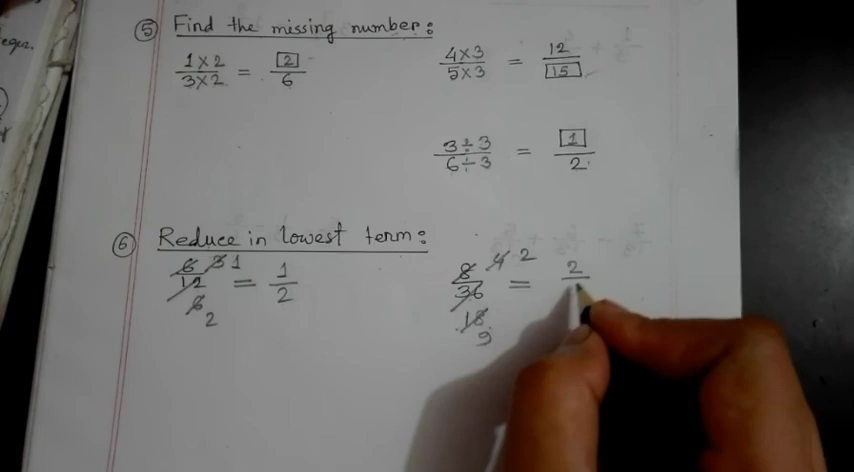 ⑤ Find the missing number:
1×2/3×2 = 2/6
4×3/5×3 = 12/15
3÷3/6÷3 = 1/2
⑥ Reduce in lowest term:
6/12 3 1 = 1/2
6
2
8/36 4 2 = 2
18
9